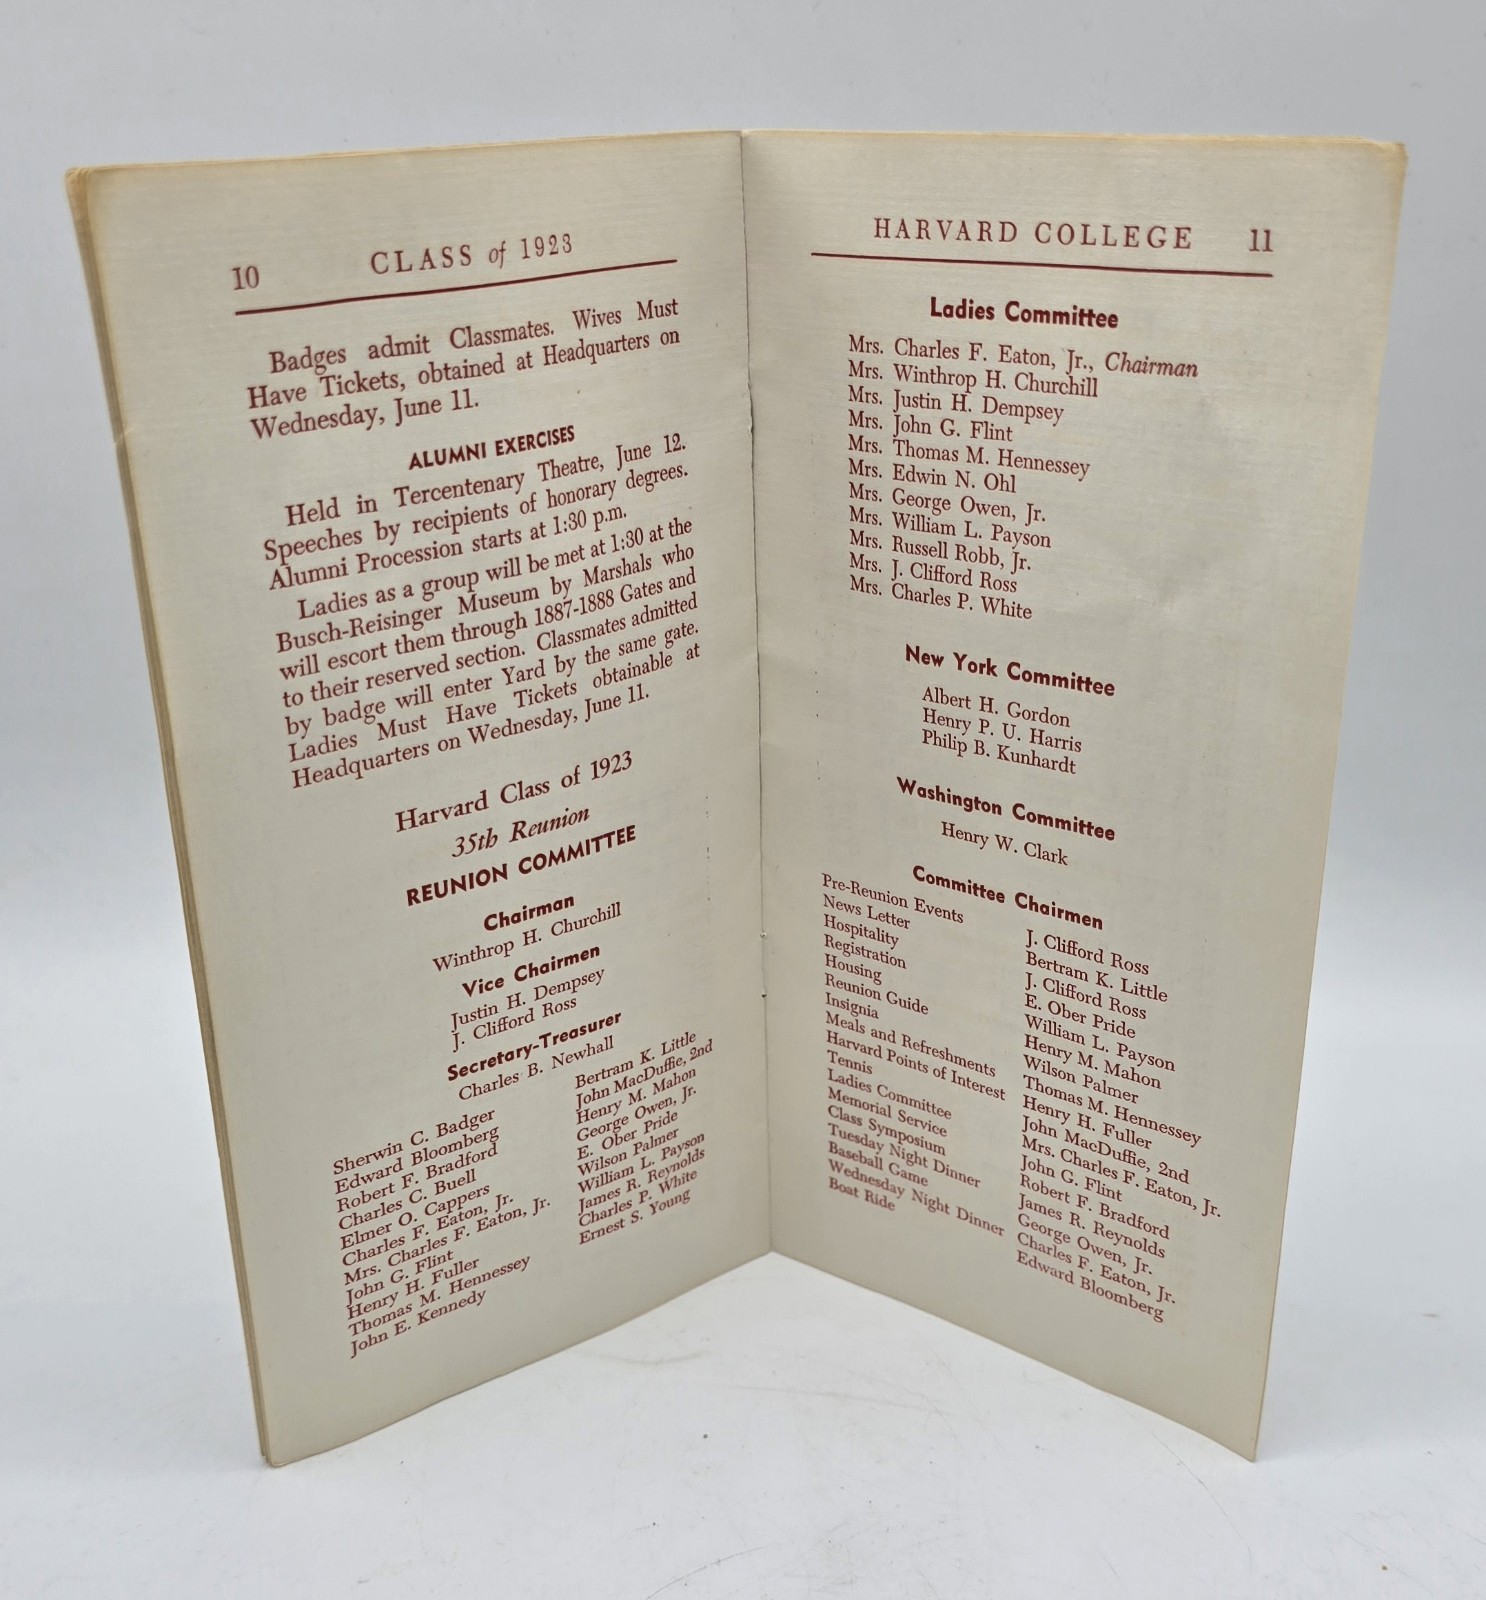 10 CLASS of 1923
Badges admit Classmates. Wives Must
Have Tickets, obtained at Headquarters on
Wednesday, June 11.
ALUMNI EXERCISES
Held in Tercentenary Theatre, June 12.
Speeches by recipients of honorary degrees.
Alumni Procession starts at 1:30 p.m.
Ladies as a group will be met at 1:30 at the
Busch-Reisinger Museum by Marshals who
will escort them through 1887-1888 Gates and
to their reserved section. Classmates admitted
by badge will enter Yard by the same gate.
Ladies Must Have Tickets obtainable at
Headquarters on Wednesday, June 11.
Harvard Class of 1923
35th Reunion
REUNION COMMITTEE
Chairman
Winthrop H. Churchill
Vice Chairmen
Justin H. Dempsey
J. Clifford Ross
Secretary-Treasurer
Charles B. Newhall
Sherwin C. Badger
Edward Bloomberg
Robert F. Bradford
Charles C. Buell
Elmer O. Cappers
Charles F. Eaton, Jr.
Mrs. Charles F. Eaton, Jr.
John G. Flint
Henry H. Fuller
Thomas M. Hennessey
John E. Kennedy
Bertram K. Little
John MacDuffie, 2nd
Henry M. Mahon
George Owen, Jr.
E. Ober Pride
Wilson Palmer
William L. Payson
James R. Reynolds
Charles P. White
Ernest S. Young
HARVARD COLLEGE 11
Ladies Committee
Mrs. Charles F. Eaton, Jr., Chairman
Mrs. Winthrop H. Churchill
Mrs. Justin H. Dempsey
Mrs. John G. Flint
Mrs. Thomas M. Hennessey
Mrs. Edwin N. Ohl
Mrs. George Owen, Jr.
Mrs. William L. Payson
Mrs. Russell Robb, Jr.
Mrs. J. Clifford Ross
Mrs. Charles P. White
New York Committee
Albert H. Gordon
Henry P. U. Harris
Philip B. Kunhardt
Washington Committee
Henry W. Clark
Committee Chairmen
Pre-Reunion Events J. Clifford Ross
News Letter Bertram K. Little
Hospitality J. Clifford Ross
Registration E. Ober Pride
Housing William L. Payson
Reunion Guide Henry M. Mahon
Insignia Wilson Palmer
Meals and Refreshments Thomas M. Hennessey
Harvard Points of Interest Henry H. Fuller
Tennis John MacDuffie, 2nd
Ladies Committee Mrs. Charles F. Eaton, Jr.
Memorial Service John G. Flint
Class Symposium Robert F. Bradford
Tuesday Night Dinner James R. Reynolds
Baseball Game George Owen, Jr.
Wednesday Night Dinner Charles F. Eaton, Jr.
Boat Ride Edward Bloomberg